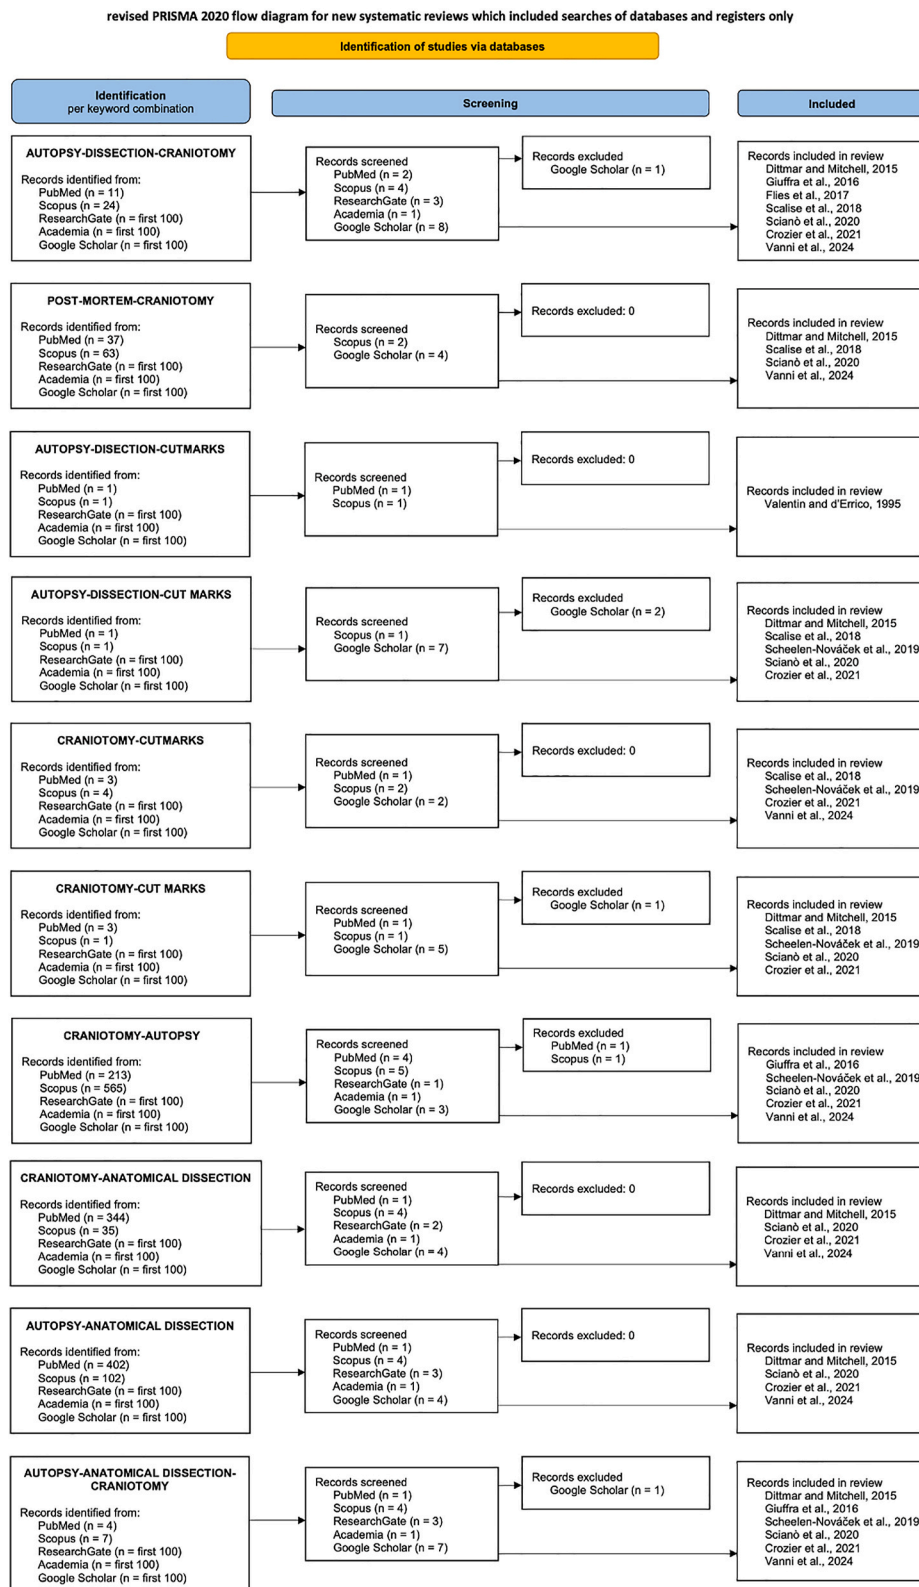 revised PRISMA 2020 flow diagram for new systematic reviews which included searches of databases and registers only
Identification of studies via databases
Identification
per keyword combination
Screening
Included
AUTOPSY-DISSECTION-CRANIOTOMY
Records identified from:
PubMed (n = 11)
Scopus (n = 24)
ResearchGate (n = first 100)
Academia (n = first 100)
Google Scholar (n = first 100)
Records screened
PubMed (n = 2)
Scopus (n = 4)
ResearchGate (n = 3)
Academia (n = 1)
Google Scholar (n = 8)
Records excluded
Google Scholar (n = 1)
Records included in review
Dittmar and Mitchell, 2015
Giuffra et al., 2016
Flies et al., 2017
Scalise et al., 2018
Scianò et al., 2020
Crozier et al., 2021
Vanni et al., 2024
POST-MORTEM-CRANIOTOMY
Records identified from:
PubMed (n = 37)
Scopus (n = 63)
ResearchGate (n = first 100)
Academia (n = first 100)
Google Scholar (n = first 100)
Records screened
Scopus (n = 2)
Google Scholar (n = 4)
Records excluded: 0
Records included in review
Dittmar and Mitchell, 2015
Scalise et al., 2018
Scianò et al., 2020
Vanni et al., 2024
AUTOPSY-DISECTION-CUTMARKS
Records identified from:
PubMed (n = 1)
Scopus (n = 1)
ResearchGate (n = first 100)
Academia (n = first 100)
Google Scholar (n = first 100)
Records screened
PubMed (n = 1)
Scopus (n = 1)
Records excluded: 0
Records included in review
Valentin and d'Errico, 1995
AUTOPSY-DISSECTION-CUT MARKS
Records identified from:
PubMed (n = 1)
Scopus (n = 1)
ResearchGate (n = first 100)
Academia (n = first 100)
Google Scholar (n = first 100)
Records screened
Scopus (n = 1)
Google Scholar (n = 7)
Records excluded
Google Scholar (n = 2)
Records included in review
Dittmar and Mitchell, 2015
Scalise et al., 2018
Scheelen-Nováček et al., 2019
Scianò et al., 2020
Crozier et al., 2021
CRANIOTOMY-CUTMARKS
Records identified from:
PubMed (n = 3)
Scopus (n = 4)
ResearchGate (n = first 100)
Academia (n = first 100)
Google Scholar (n = first 100)
Records screened
PubMed (n = 1)
Scopus (n = 2)
Google Scholar (n = 2)
Records excluded: 0
Records included in review
Scalise et al., 2018
Scheelen-Nováček et al., 2019
Crozier et al., 2021
Vanni et al., 2024
CRANIOTOMY-CUT MARKS
Records identified from:
PubMed (n = 3)
Scopus (n = 1)
ResearchGate (n = first 100)
Academia (n = first 100)
Google Scholar (n = first 100)
Records screened
PubMed (n = 1)
Scopus (n = 1)
Google Scholar (n = 5)
Records excluded
Google Scholar (n = 1)
Records included in review
Dittmar and Mitchell, 2015
Scalise et al., 2018
Scheelen-Nováček et al., 2019
Scianò et al., 2020
Crozier et al., 2021
CRANIOTOMY-AUTOPSY
Records identified from:
PubMed (n = 213)
Scopus (n = 565)
ResearchGate (n = first 100)
Academia (n = first 100)
Google Scholar (n = first 100)
Records screened
PubMed (n = 4)
Scopus (n = 5)
ResearchGate (n = 1)
Academia (n = 1)
Google Scholar (n = 3)
Records excluded
PubMed (n = 1)
Scopus (n = 1)
Records included in review
Giuffra et al., 2016
Scheelen-Nováček et al., 2019
Scianò et al., 2020
Crozier et al., 2021
Vanni et al., 2024
CRANIOTOMY-ANATOMICAL DISSECTION
Records identified from:
PubMed (n = 344)
Scopus (n = 35)
ResearchGate (n = first 100)
Academia (n = first 100)
Google Scholar (n = first 100)
Records screened
PubMed (n = 1)
Scopus (n = 4)
ResearchGate (n = 2)
Academia (n = 1)
Google Scholar (n = 4)
Records excluded: 0
Records included in review
Dittmar and Mitchell, 2015
Scianò et al., 2020
Crozier et al., 2021
Vanni et al., 2024
AUTOPSY-ANATOMICAL DISSECTION
Records identified from:
PubMed (n = 402)
Scopus (n = 102)
ResearchGate (n = first 100)
Academia (n = first 100)
Google Scholar (n = first 100)
Records screened
PubMed (n = 1)
Scopus (n = 4)
ResearchGate (n = 3)
Academia (n = 1)
Google Scholar (n = 4)
Records excluded: 0
Records included in review
Dittmar and Mitchell, 2015
Scianò et al., 2020
Crozier et al., 2021
Vanni et al., 2024
AUTOPSY-ANATOMICAL DISSECTION-
CRANIOTOMY
Records identified from:
PubMed (n = 4)
Scopus (n = 7)
ResearchGate (n = first 100)
Academia (n = first 100)
Google Scholar (n = first 100)
Records screened
PubMed (n = 1)
Scopus (n = 4)
ResearchGate (n = 3)
Academia (n = 1)
Google Scholar (n = 7)
Records excluded
Google Scholar (n = 1)
Records included in review
Dittmar and Mitchell, 2015
Giuffra et al., 2016
Scheelen-Nováček et al., 2019
Scianò et al., 2020
Crozier et al., 2021
Vanni et al., 2024